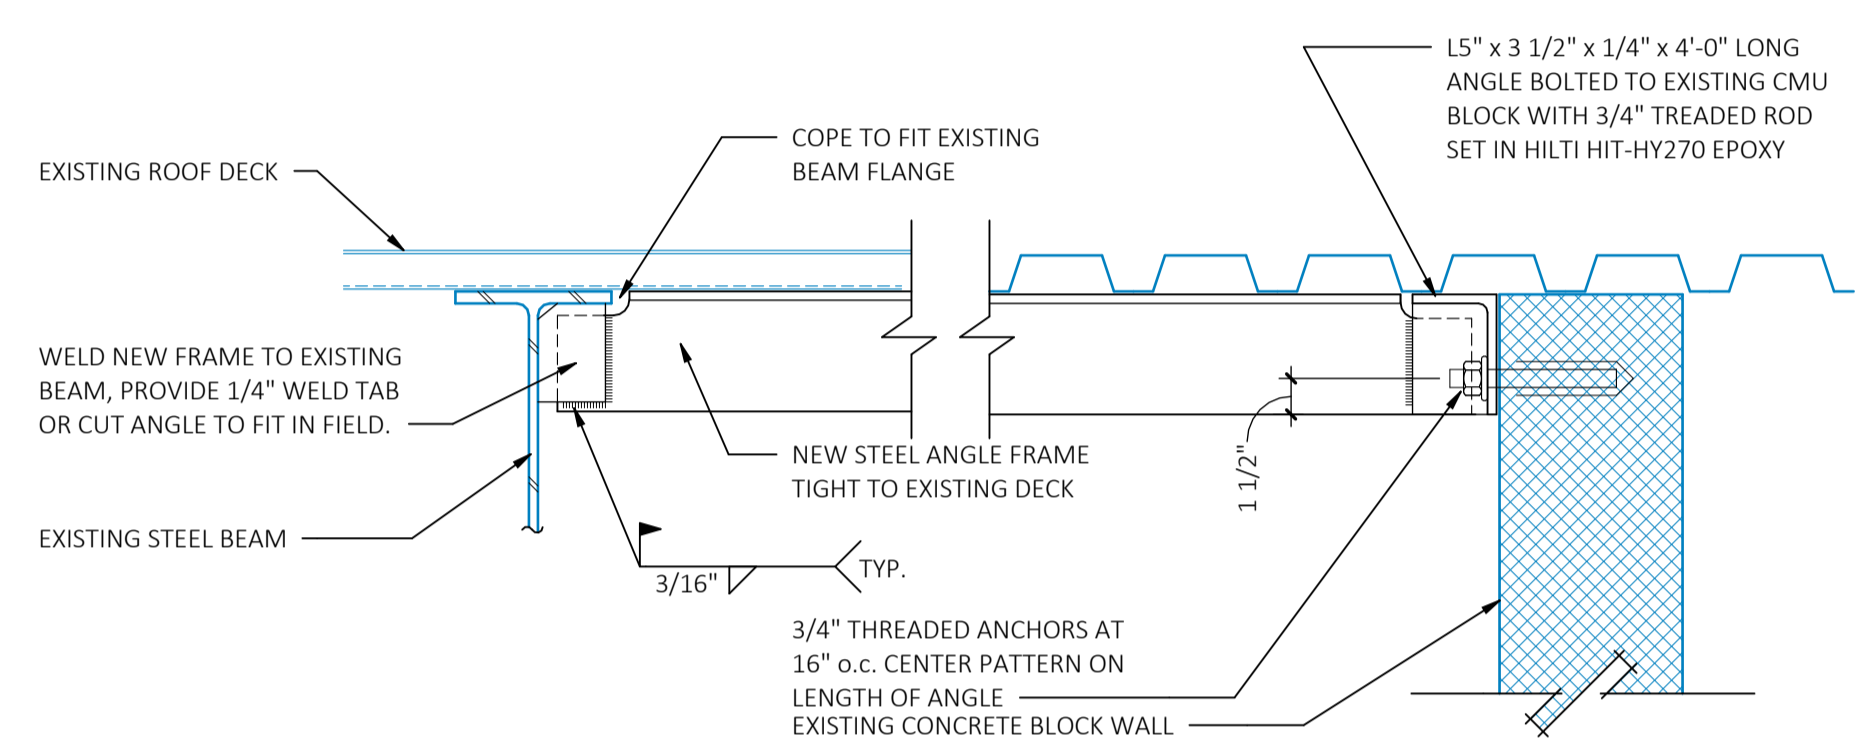 L5" x 3 1/2" x 1/4" x 4'-0" LONG
ANGLE BOLTED TO EXISTING CMU
BLOCK WITH 3/4" TREADED ROD
SET IN HILTI HIT-HY270 EPOXY
COPE TO FIT EXISTING
BEAM FLANGE
EXISTING ROOF DECK
WELD NEW FRAME TO EXISTING
BEAM, PROVIDE 1/4" WELD TAB
OR CUT ANGLE TO FIT IN FIELD.
NEW STEEL ANGLE FRAME
TIGHT TO EXISTING DECK
1 1/2"
EXISTING STEEL BEAM
3/16"
TYP.
3/4" THREADED ANCHORS AT
16" o.c. CENTER PATTERN ON
LENGTH OF ANGLE
EXISTING CONCRETE BLOCK WALL